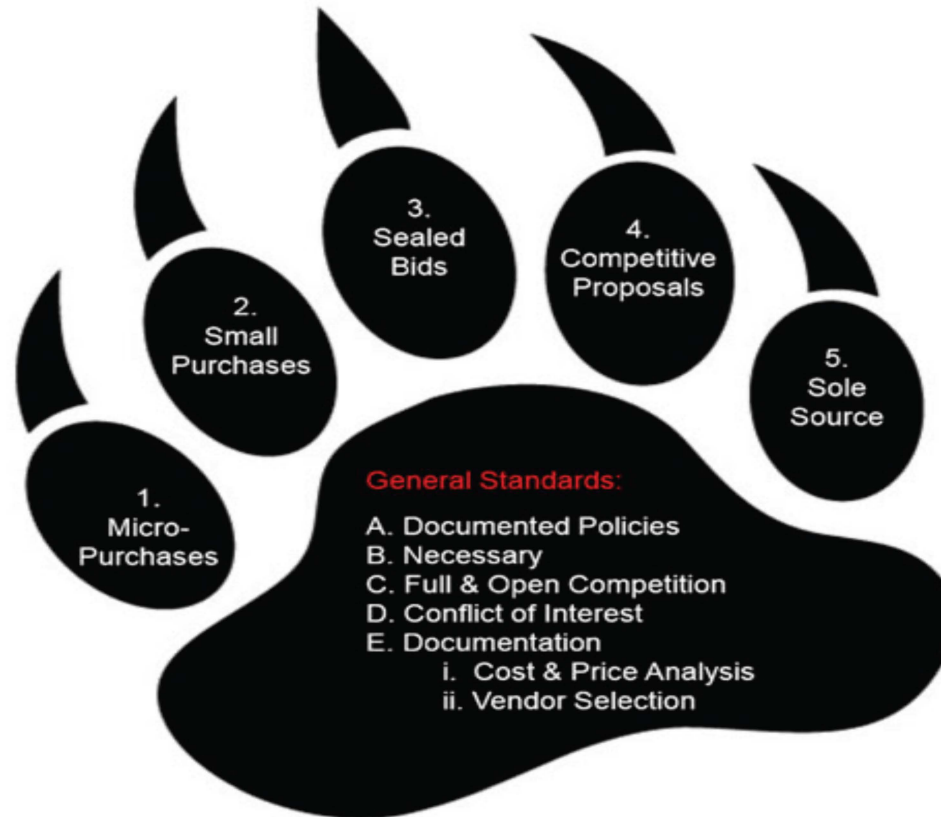 1.
Micro-
Purchases
2.
Small
Purchases
3.
Sealed
Bids
4.
Competitive
Proposals
5.
Sole
Source
General Standards:
A. Documented Policies
B. Necessary
C. Full & Open Competition
D. Conflict of Interest
E. Documentation
i. Cost & Price Analysis
ii. Vendor Selection